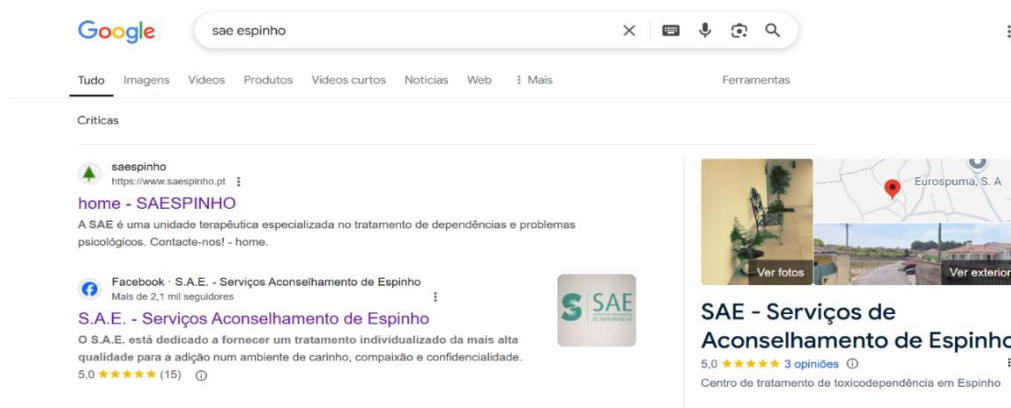 Google
sae espinho
Tudo Imagens Vídeos Produtos Vídeos curtos Notícias Web Mais Ferramentas
Críticas
saespinho
https://www.saespinho.pt
home - SAESPINHO
A SAE é uma unidade terapêutica especializada no tratamento de dependências e problemas
psicológicos. Contacte-nos! - home.
Facebook · S.A.E. - Serviços Aconselhamento de Espinho
Mais de 2,1 mil seguidores
S.A.E. - Serviços Aconselhamento de Espinho
O S.A.E. está dedicado a fornecer um tratamento individualizado da mais alta
qualidade para a adição num ambiente de carinho, compaixão e confidencialidade.
5,0 ★★★★★ (15)
SAE
Eurospuma, S. A
Ver fotos
Ver exterior
SAE - Serviços de
Aconselhamento de Espinho
5,0 ★★★★★ 3 opiniões
Centro de tratamento de toxicodependência em Espinho